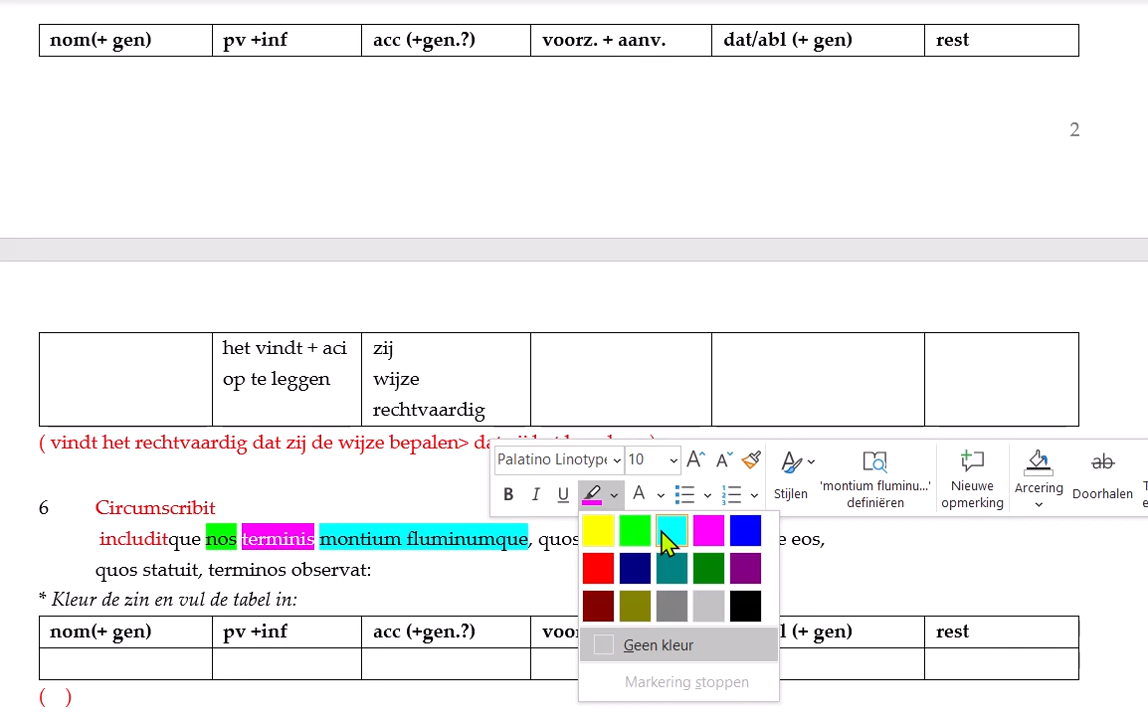 nom(+ gen) pv +inf acc (+gen.?) voorz. + aanv. dat/abl (+ gen) rest
2
het vindt + aci zij
op te leggen wijze
rechtvaardig
( vindt het rechtvaardig dat zij de wijze bepalen>
Palatino Linotype 10
B I U A Stijlen 'montium fluminu...' definiëren Nieuwe opmerking Arcering Doorhalen
6 Circumscribit
includitque nos terminis montium fluminumque, quos e eos,
quos statuit, terminos observat:
* Kleur de zin en vul de tabel in:
nom(+ gen) pv +inf acc (+gen.?) voor l (+ gen) rest
Geen kleur
Markering stoppen
( )